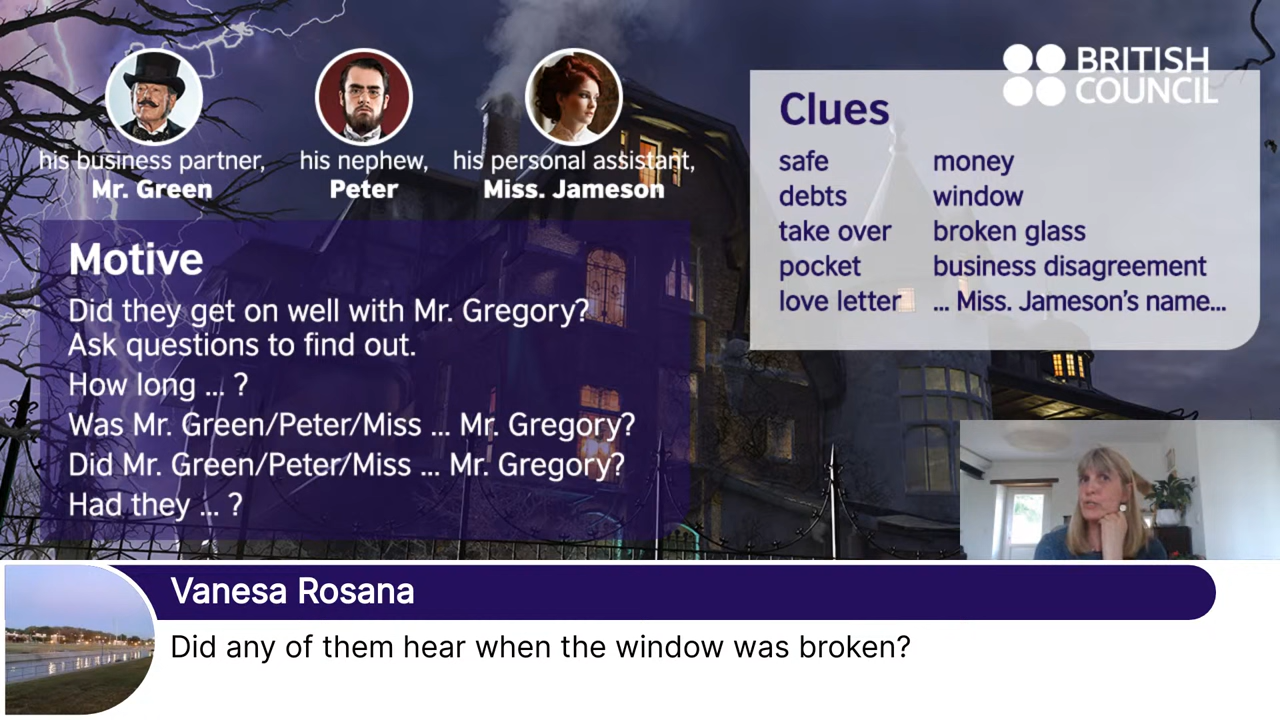 his business partner,
Mr. Green
his nephew,
Peter
his personal assistant,
Miss. Jameson
BRITISH
COUNCIL
Clues
safe
debts
take over
pocket
love letter
money
window
broken glass
business disagreement
... Miss. Jameson's name...
Motive
Did they get on well with Mr. Gregory?
Ask questions to find out.
How long ... ?
Was Mr. Green/Peter/Miss ... Mr. Gregory?
Did Mr. Green/Peter/Miss ... Mr. Gregory?
Had they ... ?
Vanesa Rosana
Did any of them hear when the window was broken?